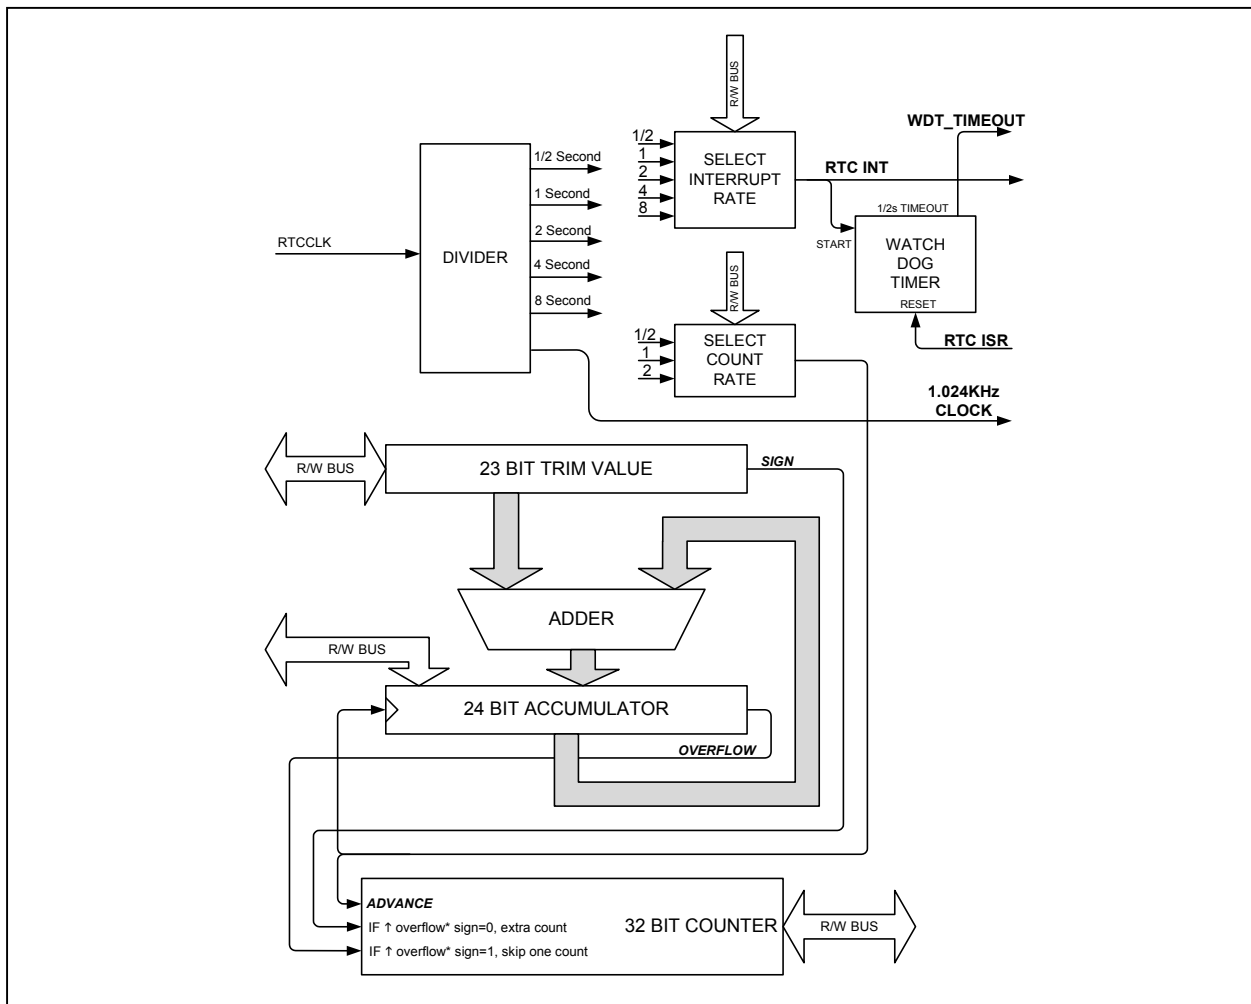 R/W BUS
WDT_TIMEOUT
1/2
1
2
4
8
SELECT
INTERRUPT
RATE
RTC INT
1/2 Second
1 Second
2 Second
4 Second
8 Second
RTCCLK
DIVIDER
1/2s TIMEOUT
START
WATCH
DOG
TIMER
RESET
RTC ISR
R/W BUS
1/2
1
2
SELECT
COUNT
RATE
1.024KHz
CLOCK
R/W BUS
23 BIT TRIM VALUE
SIGN
ADDER
R/W BUS
24 BIT ACCUMULATOR
OVERFLOW
ADVANCE
IF ↑ overflow* sign=0, extra count
IF ↑ overflow* sign=1, skip one count
32 BIT COUNTER
R/W BUS